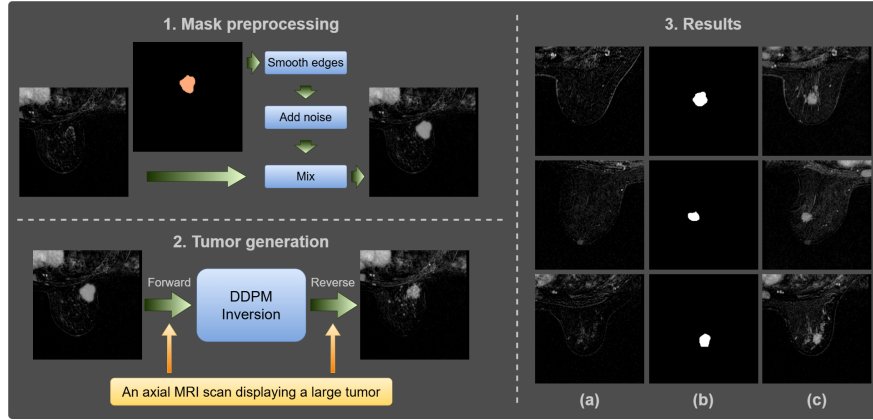 1. Mask preprocessing
Smooth edges
Add noise
Mix
2. Tumor generation
Forward
DDPM
Inversion
Reverse
An axial MRI scan displaying a large tumor
3. Results
(a)
(b)
(c)